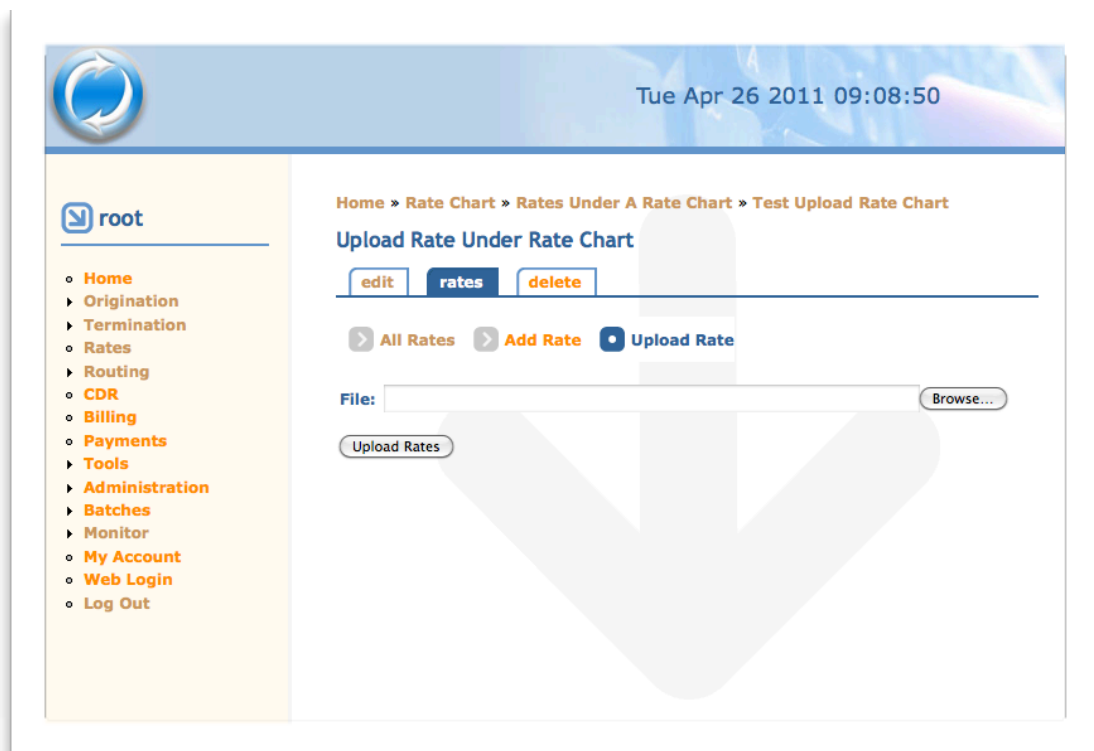 Tue Apr 26 2011 09:08:50
root
Home
Origination
Termination
Rates
Routing
CDR
Billing
Payments
Tools
Administration
Batches
Monitor
My Account
Web Login
Log Out
Home » Rate Chart » Rates Under A Rate Chart » Test Upload Rate Chart
Upload Rate Under Rate Chart
edit rates delete
All Rates Add Rate Upload Rate
File: Browse...
Upload Rates